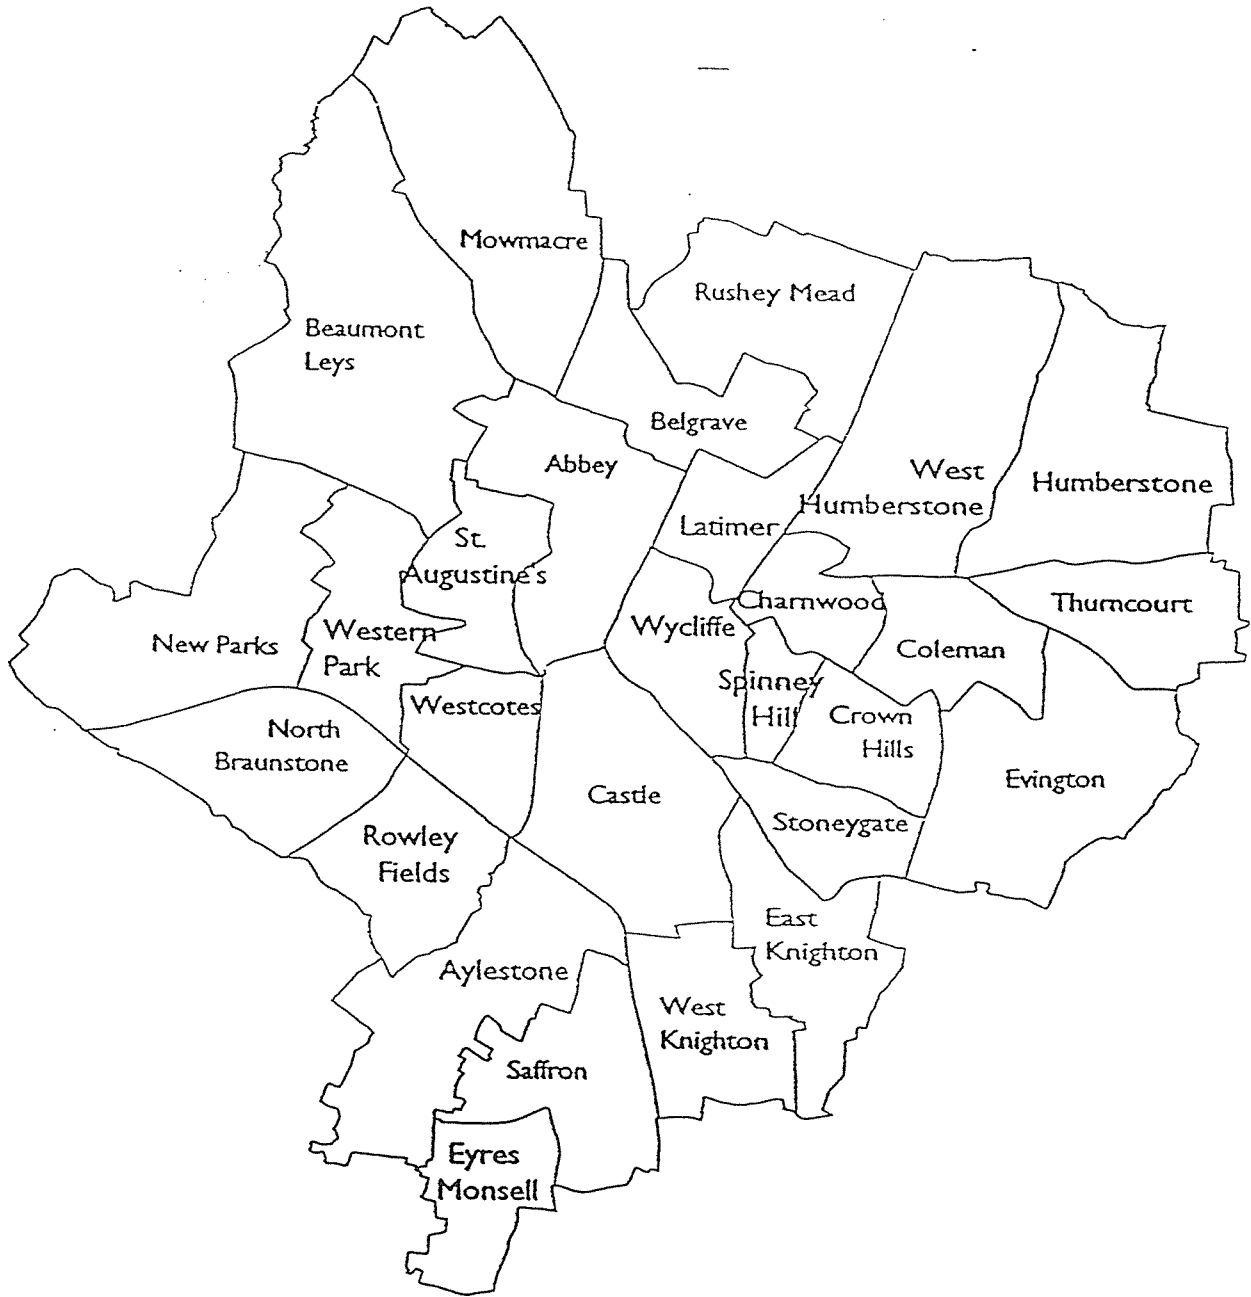 Mowmacre
Rushey Mead
Beaumont
Leys
Belgrave
Abbey
West
Humberstone
Humberstone
Latimer
St.
Augustine's
Charnwood
Thurncourt
Wycliffe
Western
Park
New Parks
Coleman
Spinney
Hill
Westcotes
Crown
Hills
North
Braunstone
Evington
Castle
Stoneygate
Rowley
Fields
East
Knighton
Aylestone
West
Knighton
Saffron
Eyres
Monsell